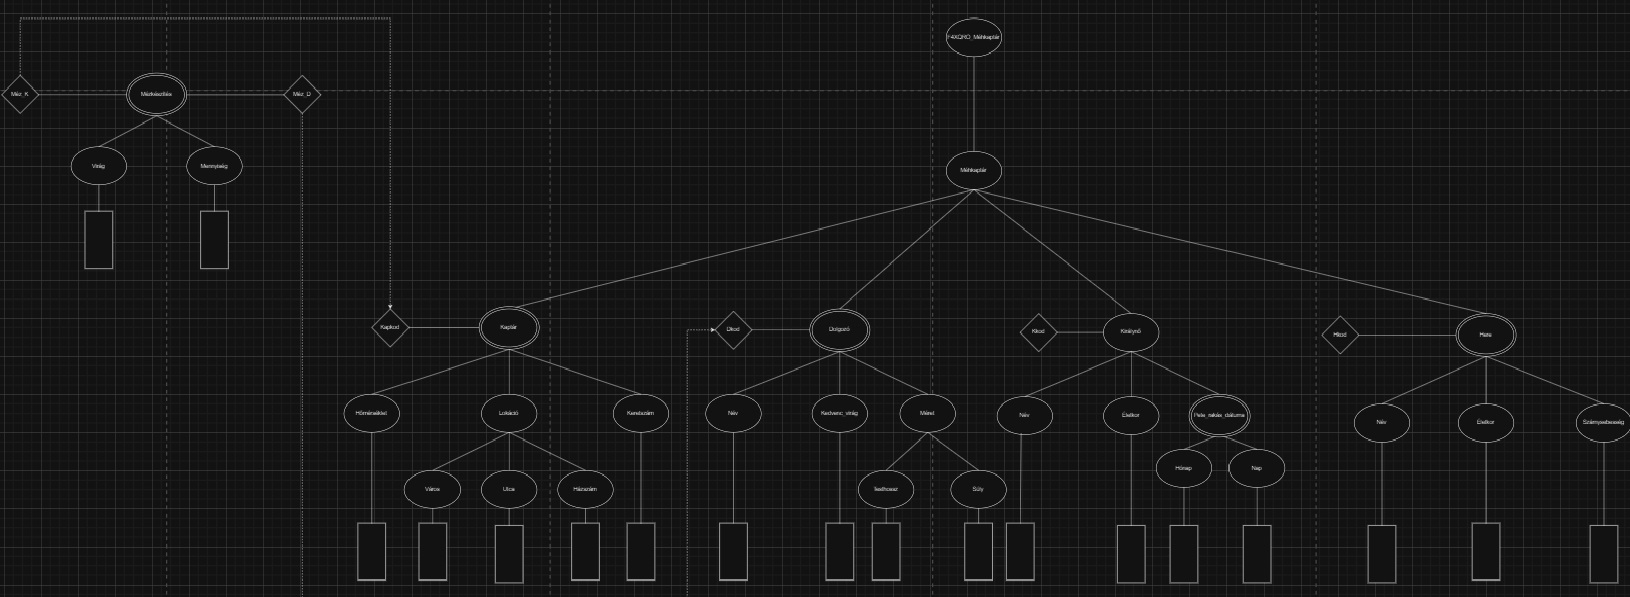 F4XQRO_Méhkaptár
Méz_K
Mézkészítés
Méz_D
Virág
Mennyiség
Méhkaptár
Kapkod
Kaptár
Dkod
Dolgozó
Kkod
Királynő
Hkod
Here
Hőmérséklet
Lokáció
Keretszám
Név
Kedvenc_virág
Méret
Név
Életkor
Pete_rakás_dátuma
Név
Életkor
Szárnysebesség
Város
Utca
Házszám
Testhossz
Súly
Hónap
Nap